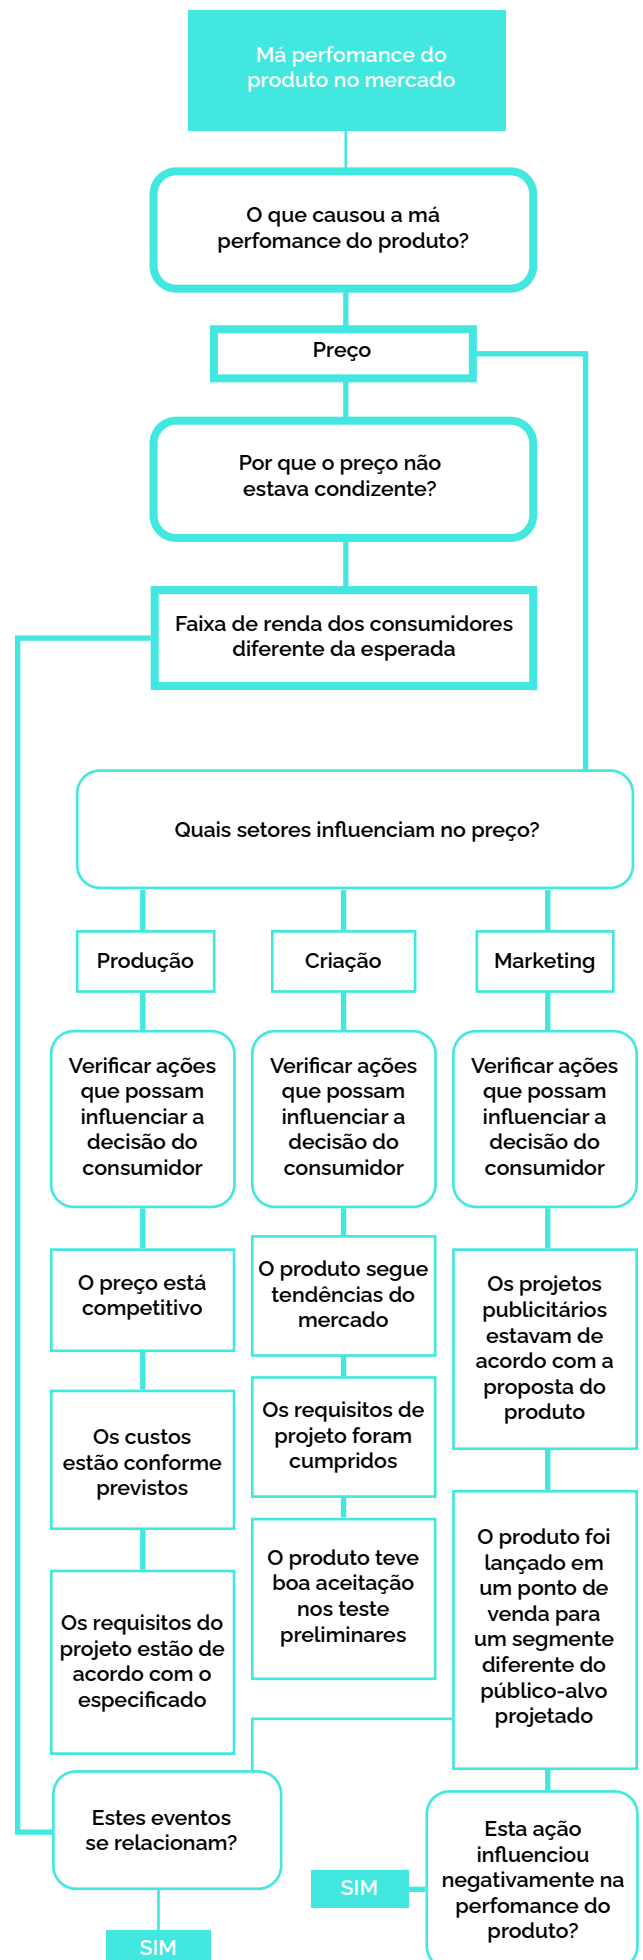 Má perfomance do
produto no mercado
O que causou a má
perfomance do produto?
Preço
Por que o preço não
estava condizente?
Faixa de renda dos consumidores
diferente da esperada
Quais setores influenciam no preço?
Produção
Verificar ações
que possam
influenciar a
decisão do
consumidor
O preço está
competitivo
Os custos
estão conforme
previstos
Os requisitos do
projeto estão de
acordo com o
especificado
Criação
Verificar ações
que possam
influenciar a
decisão do
consumidor
O produto segue
tendências do
mercado
Os requisitos de
projeto foram
cumpridos
O produto teve
boa aceitação
nos teste
preliminares
Marketing
Verificar ações
que possam
influenciar a
decisão do
consumidor
Os projetos
publicitários
estavam de
acordo com a
proposta do
produto
O produto foi
lançado em
um ponto de
venda para
um segmente
diferente do
público-alvo
projetado
Estes eventos
se relacionam?
SIM
Esta ação
influenciou
negativamente na
perfomance do
produto?
SIM